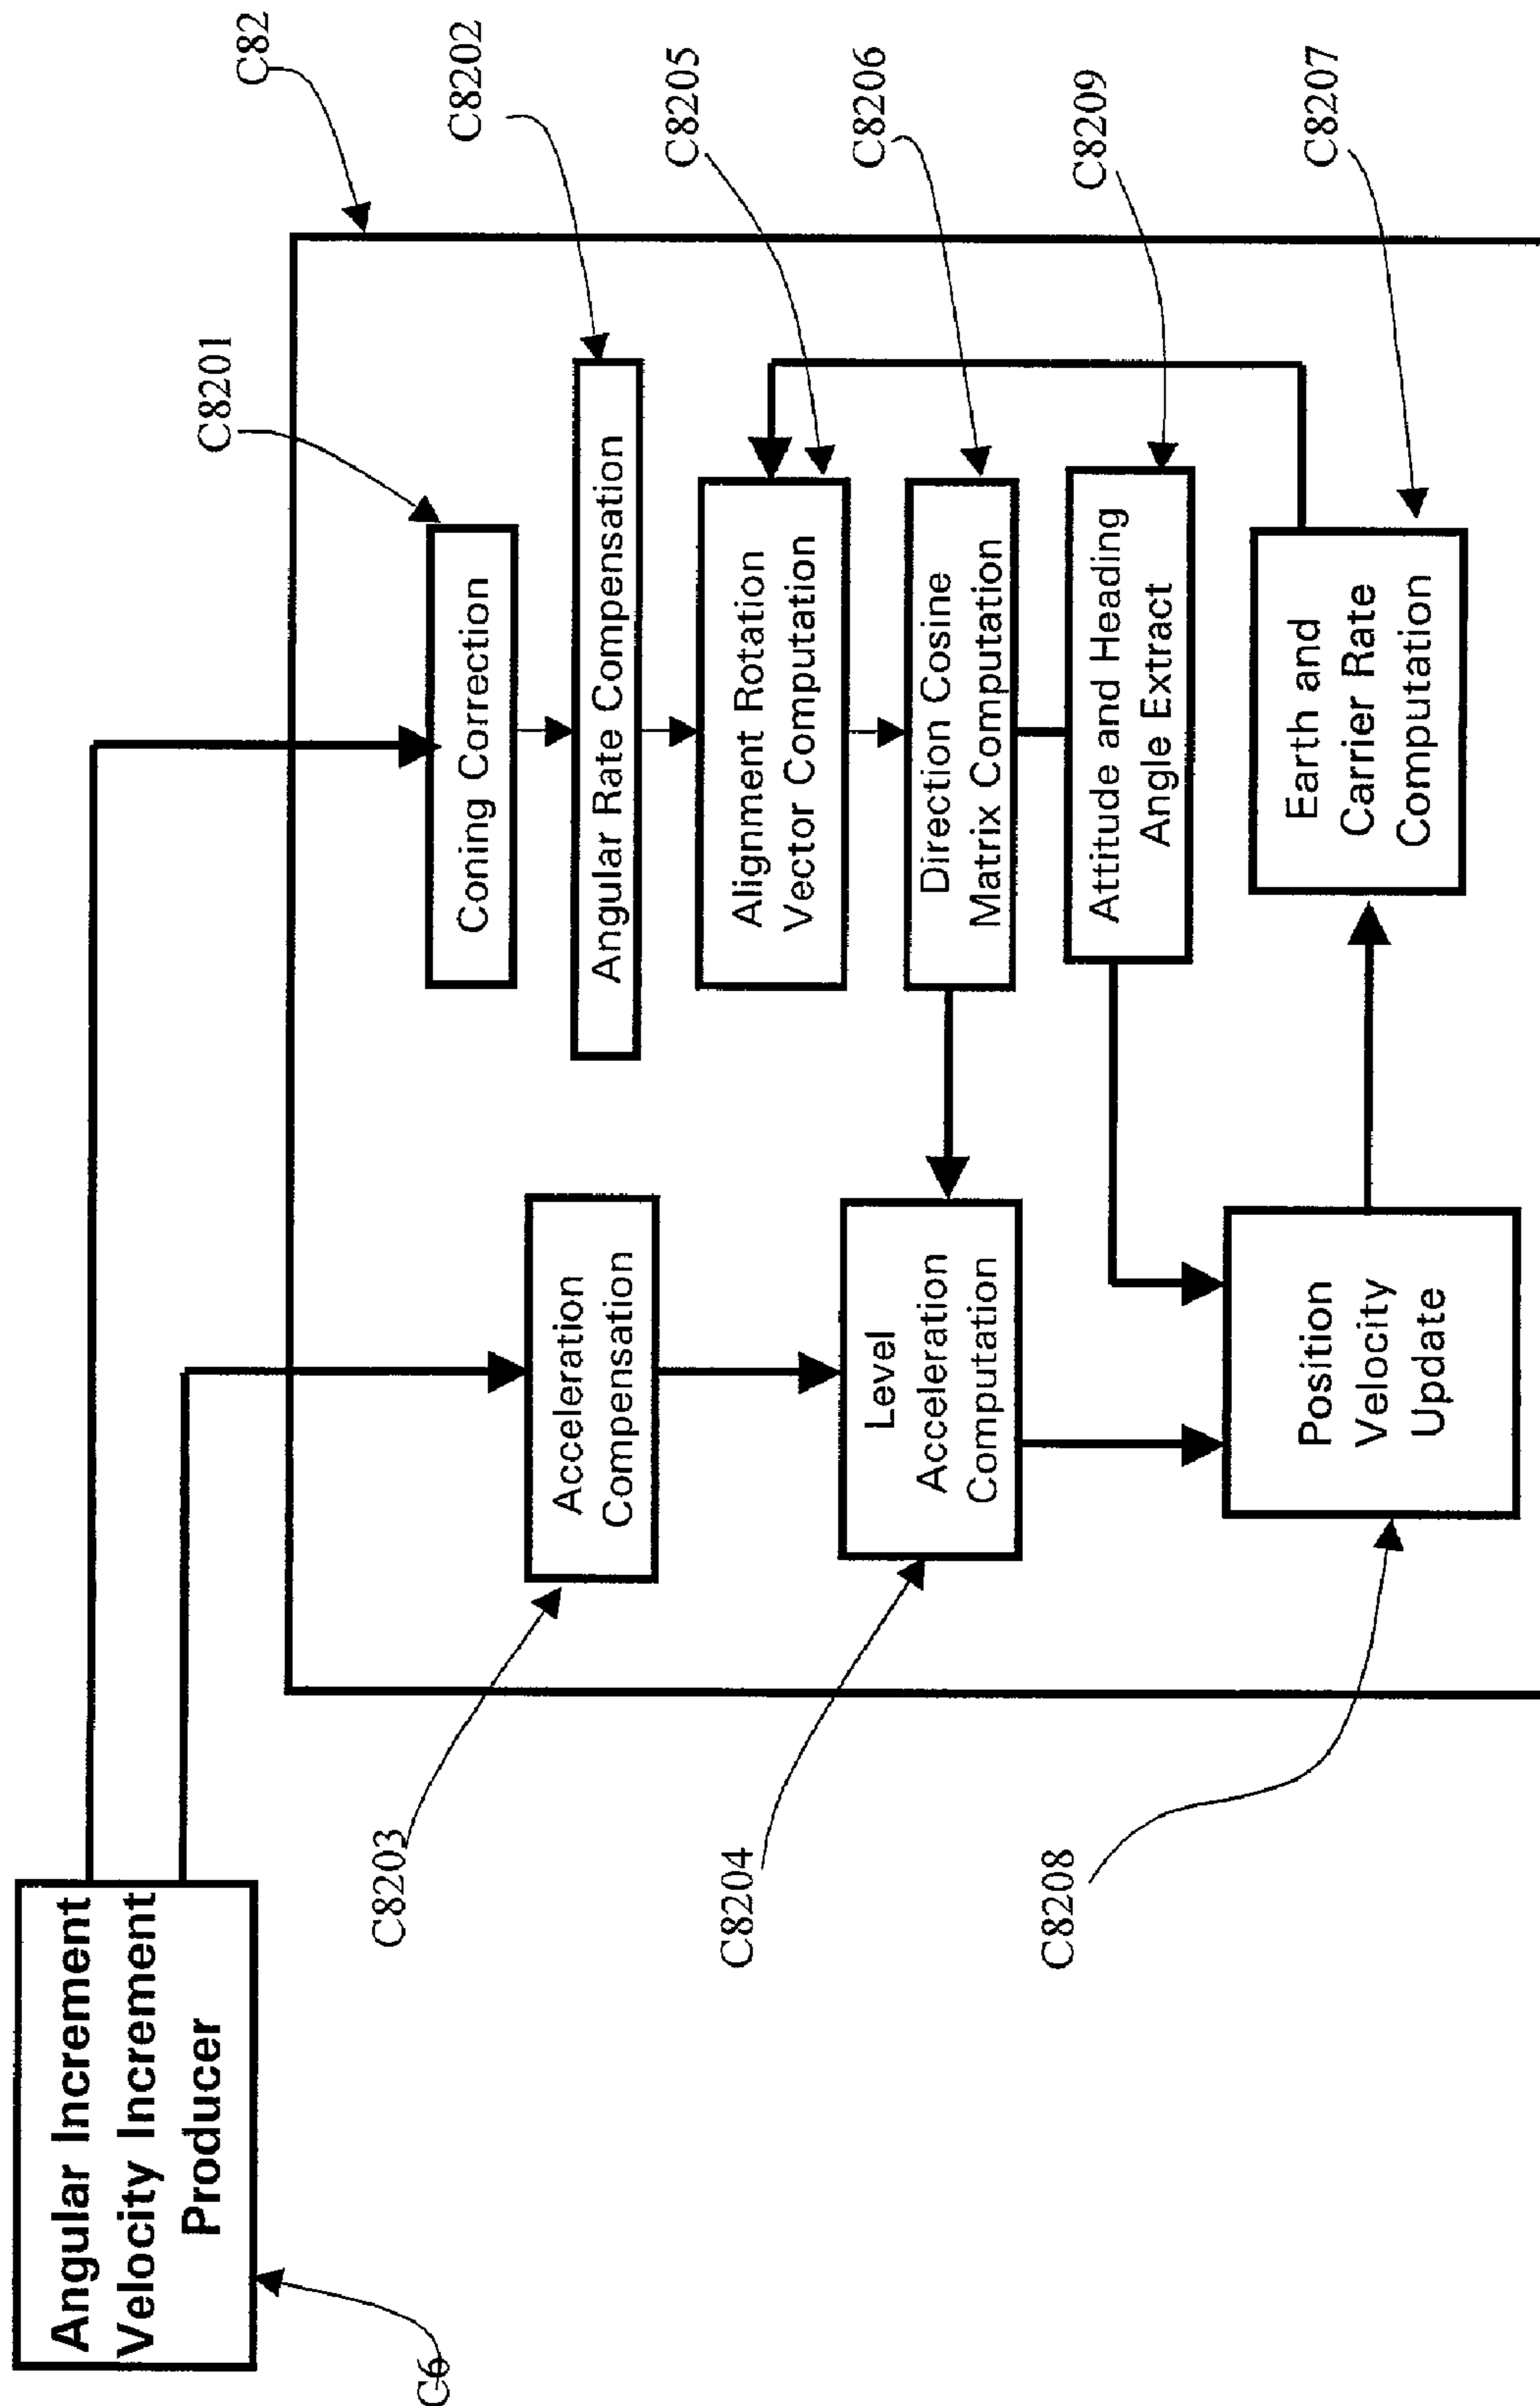 Angular Increment
Velocity Increment
Producer
C6
C82
C8201
Coning Correction
C8202
Angular Rate Compensation
C8203
Acceleration
Compensation
C8205
Alignment Rotation
Vector Computation
C8204
Level
Acceleration
Computation
C8206
Direction Cosine
Matrix Computation
C8209
Attitude and Heading
Angle Extract
C8208
Position
Velocity
Update
C8207
Earth and
Carrier Rate
Computation